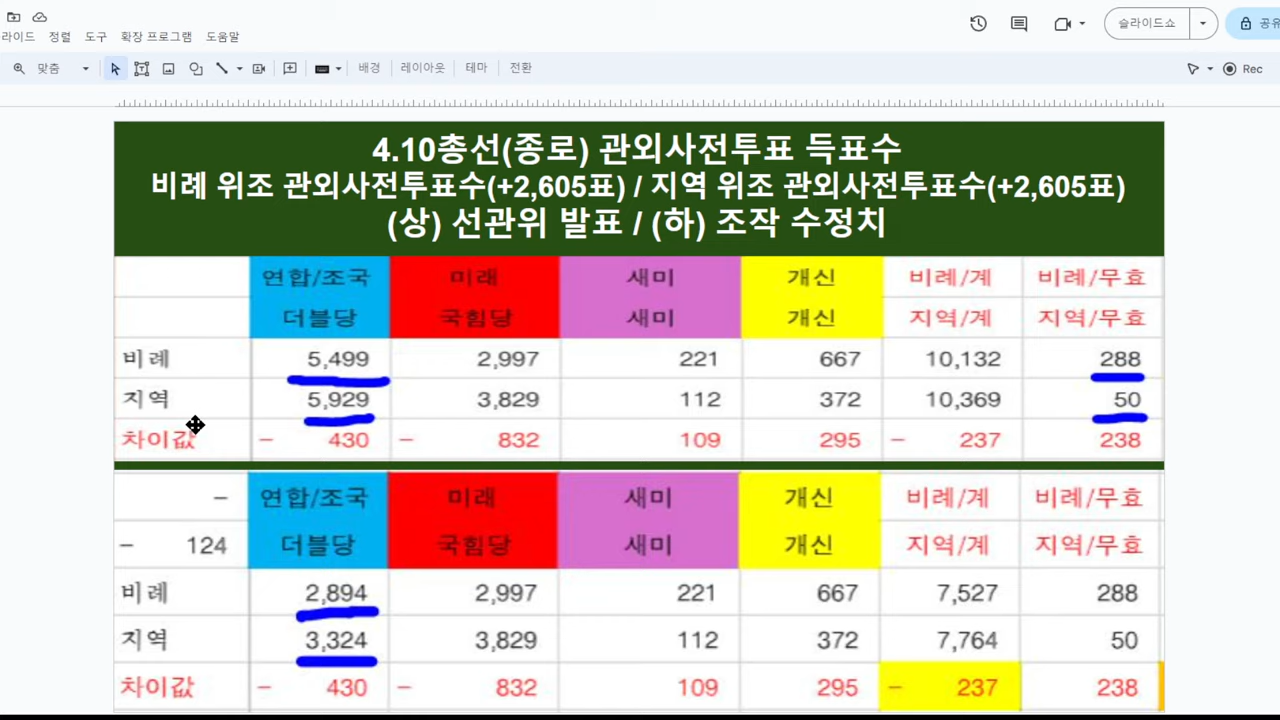 라이드 정렬 도구 확장 프로그램 도움말
슬라이드쇼 공유
맞춤 배경 레이아웃 테마 전환 Rec
4.10총선(종로) 관외사전투표 득표수
비례 위조 관외사전투표수(+2,605표) / 지역 위조 관외사전투표수(+2,605표)
(상) 선관위 발표 / (하) 조작 수정치
연합/조국 미래 새미 개신 비례/계 비례/무효
더블당 국힘당 새미 개신 지역/계 지역/무효
비례 5,499 2,997 221 667 10,132 288
지역 5,929 3,829 112 372 10,369 50
차이값 - 430 - 832 109 295 - 237 238
- 연합/조국 미래 새미 개신 비례/계 비례/무효
- 124 더블당 국힘당 새미 개신 지역/계 지역/무효
비례 2,894 2,997 221 667 7,527 288
지역 3,324 3,829 112 372 7,764 50
차이값 - 430 - 832 109 295 - 237 238